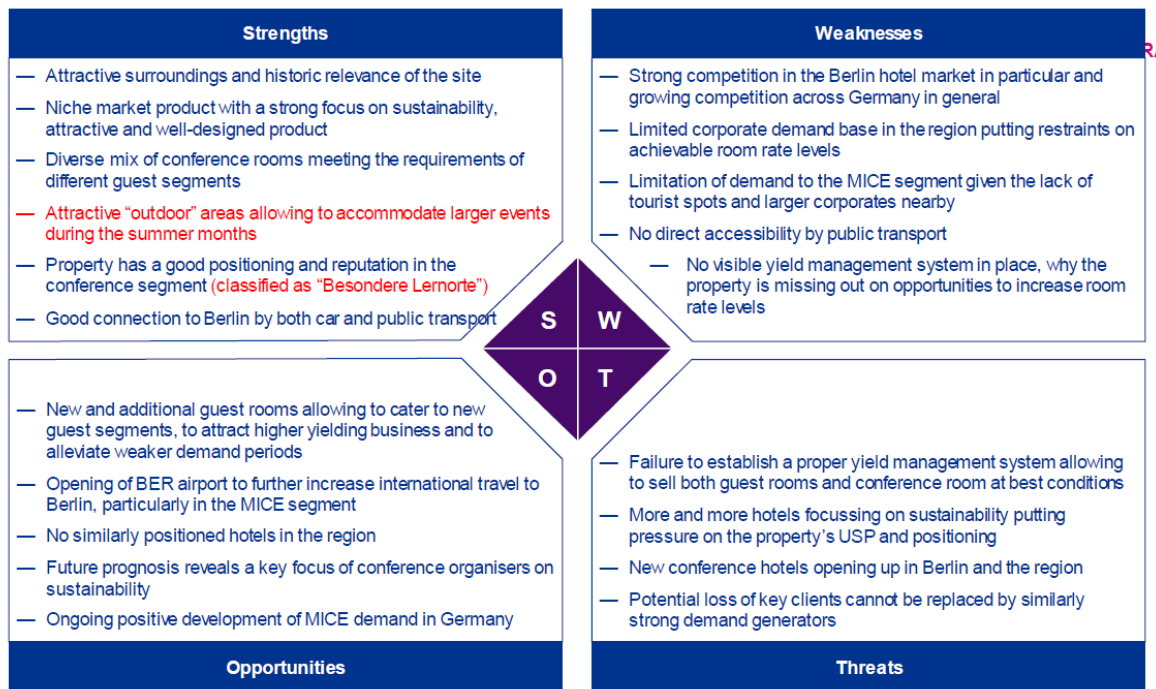 Strengths
— Attractive surroundings and historic relevance of the site
— Niche market product with a strong focus on sustainability,
attractive and well-designed product
— Diverse mix of conference rooms meeting the requirements of
different guest segments
— Attractive “outdoor” areas allowing to accommodate larger events
during the summer months
— Property has a good positioning and reputation in the
conference segment (classified as “Besondere Lernorte”)
— Good connection to Berlin by both car and public transport
Weaknesses
— Strong competition in the Berlin hotel market in particular and
growing competition across Germany in general
— Limited corporate demand base in the region putting restraints on
achievable room rate levels
— Limitation of demand to the MICE segment given the lack of
tourist spots and larger corporates nearby
— No direct accessibility by public transport
— No visible yield management system in place, why the
property is missing out on opportunities to increase room
rate levels
S W
O T
— New and additional guest rooms allowing to cater to new
guest segments, to attract higher yielding business and to
alleviate weaker demand periods
— Opening of BER airport to further increase international travel to
Berlin, particularly in the MICE segment
— No similarly positioned hotels in the region
— Future prognosis reveals a key focus of conference organisers on
sustainability
— Ongoing positive development of MICE demand in Germany
Opportunities
— Failure to establish a proper yield management system allowing
to sell both guest rooms and conference room at best conditions
— More and more hotels focussing on sustainability putting
pressure on the property’s USP and positioning
— New conference hotels opening up in Berlin and the region
— Potential loss of key clients cannot be replaced by similarly
strong demand generators
Threats